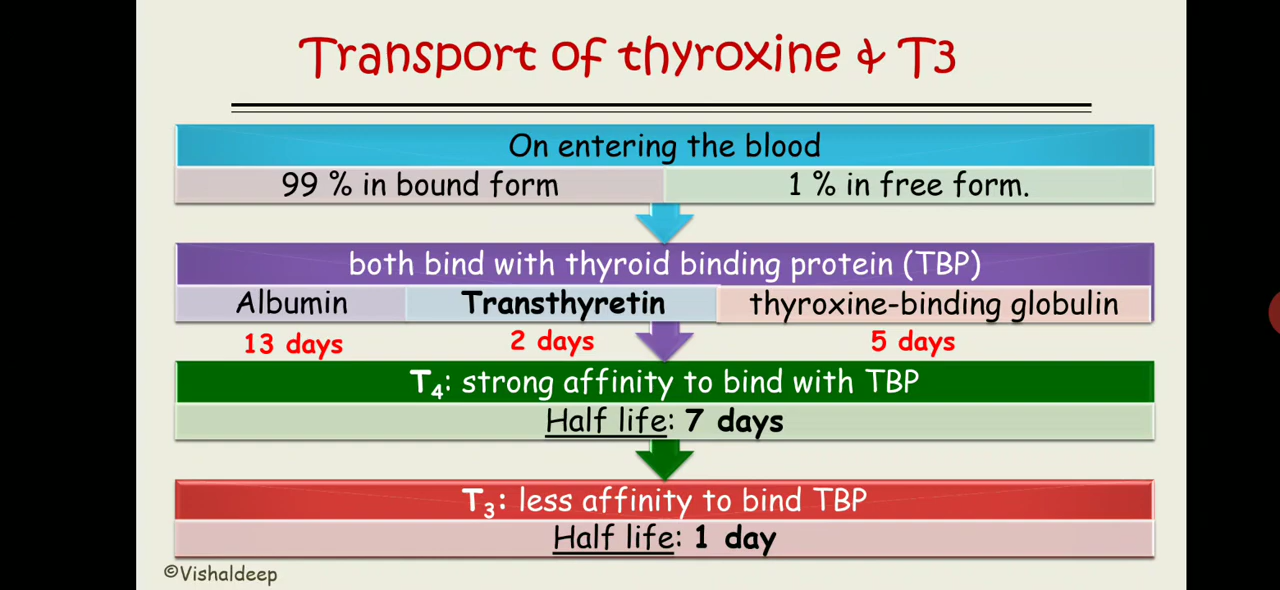 Transport of thyroxine & T3
On entering the blood
99 % in bound form 1 % in free form.
both bind with thyroid binding protein (TBP)
Albumin Transthyretin thyroxine-binding globulin
13 days 2 days 5 days
T₄: strong affinity to bind with TBP
Half life: 7 days
T₃: less affinity to bind TBP
Half life: 1 day
©Vishaldeep